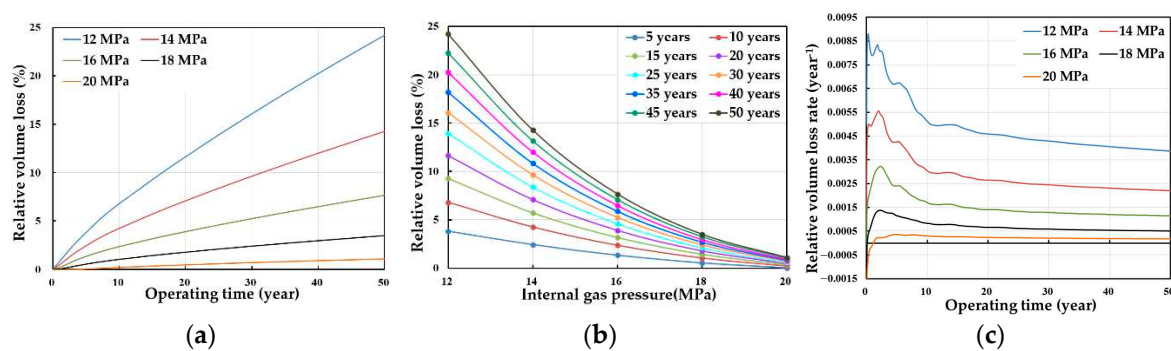 25
20
15
10
5
0
Relative volume loss (%)
12 MPa
14 MPa
16 MPa
18 MPa
20 MPa
0
10
20
30
40
50
Operating time (year)
(a)
25
20
15
10
5
0
Relative volume loss (%)
5 years
10 years
15 years
20 years
25 years
30 years
35 years
40 years
45 years
50 years
12
14
16
18
20
Internal gas pressure(MPa)
(b)
0.0095
0.0085
0.0075
0.0065
0.0055
0.0045
0.0035
0.0025
0.0015
0.0005
−0.0005
−0.0015
Relative volume loss rate (year⁻¹)
12 MPa
14 MPa
16 MPa
18 MPa
20 MPa
0
10
20
30
40
50
Operating time (year)
(c)